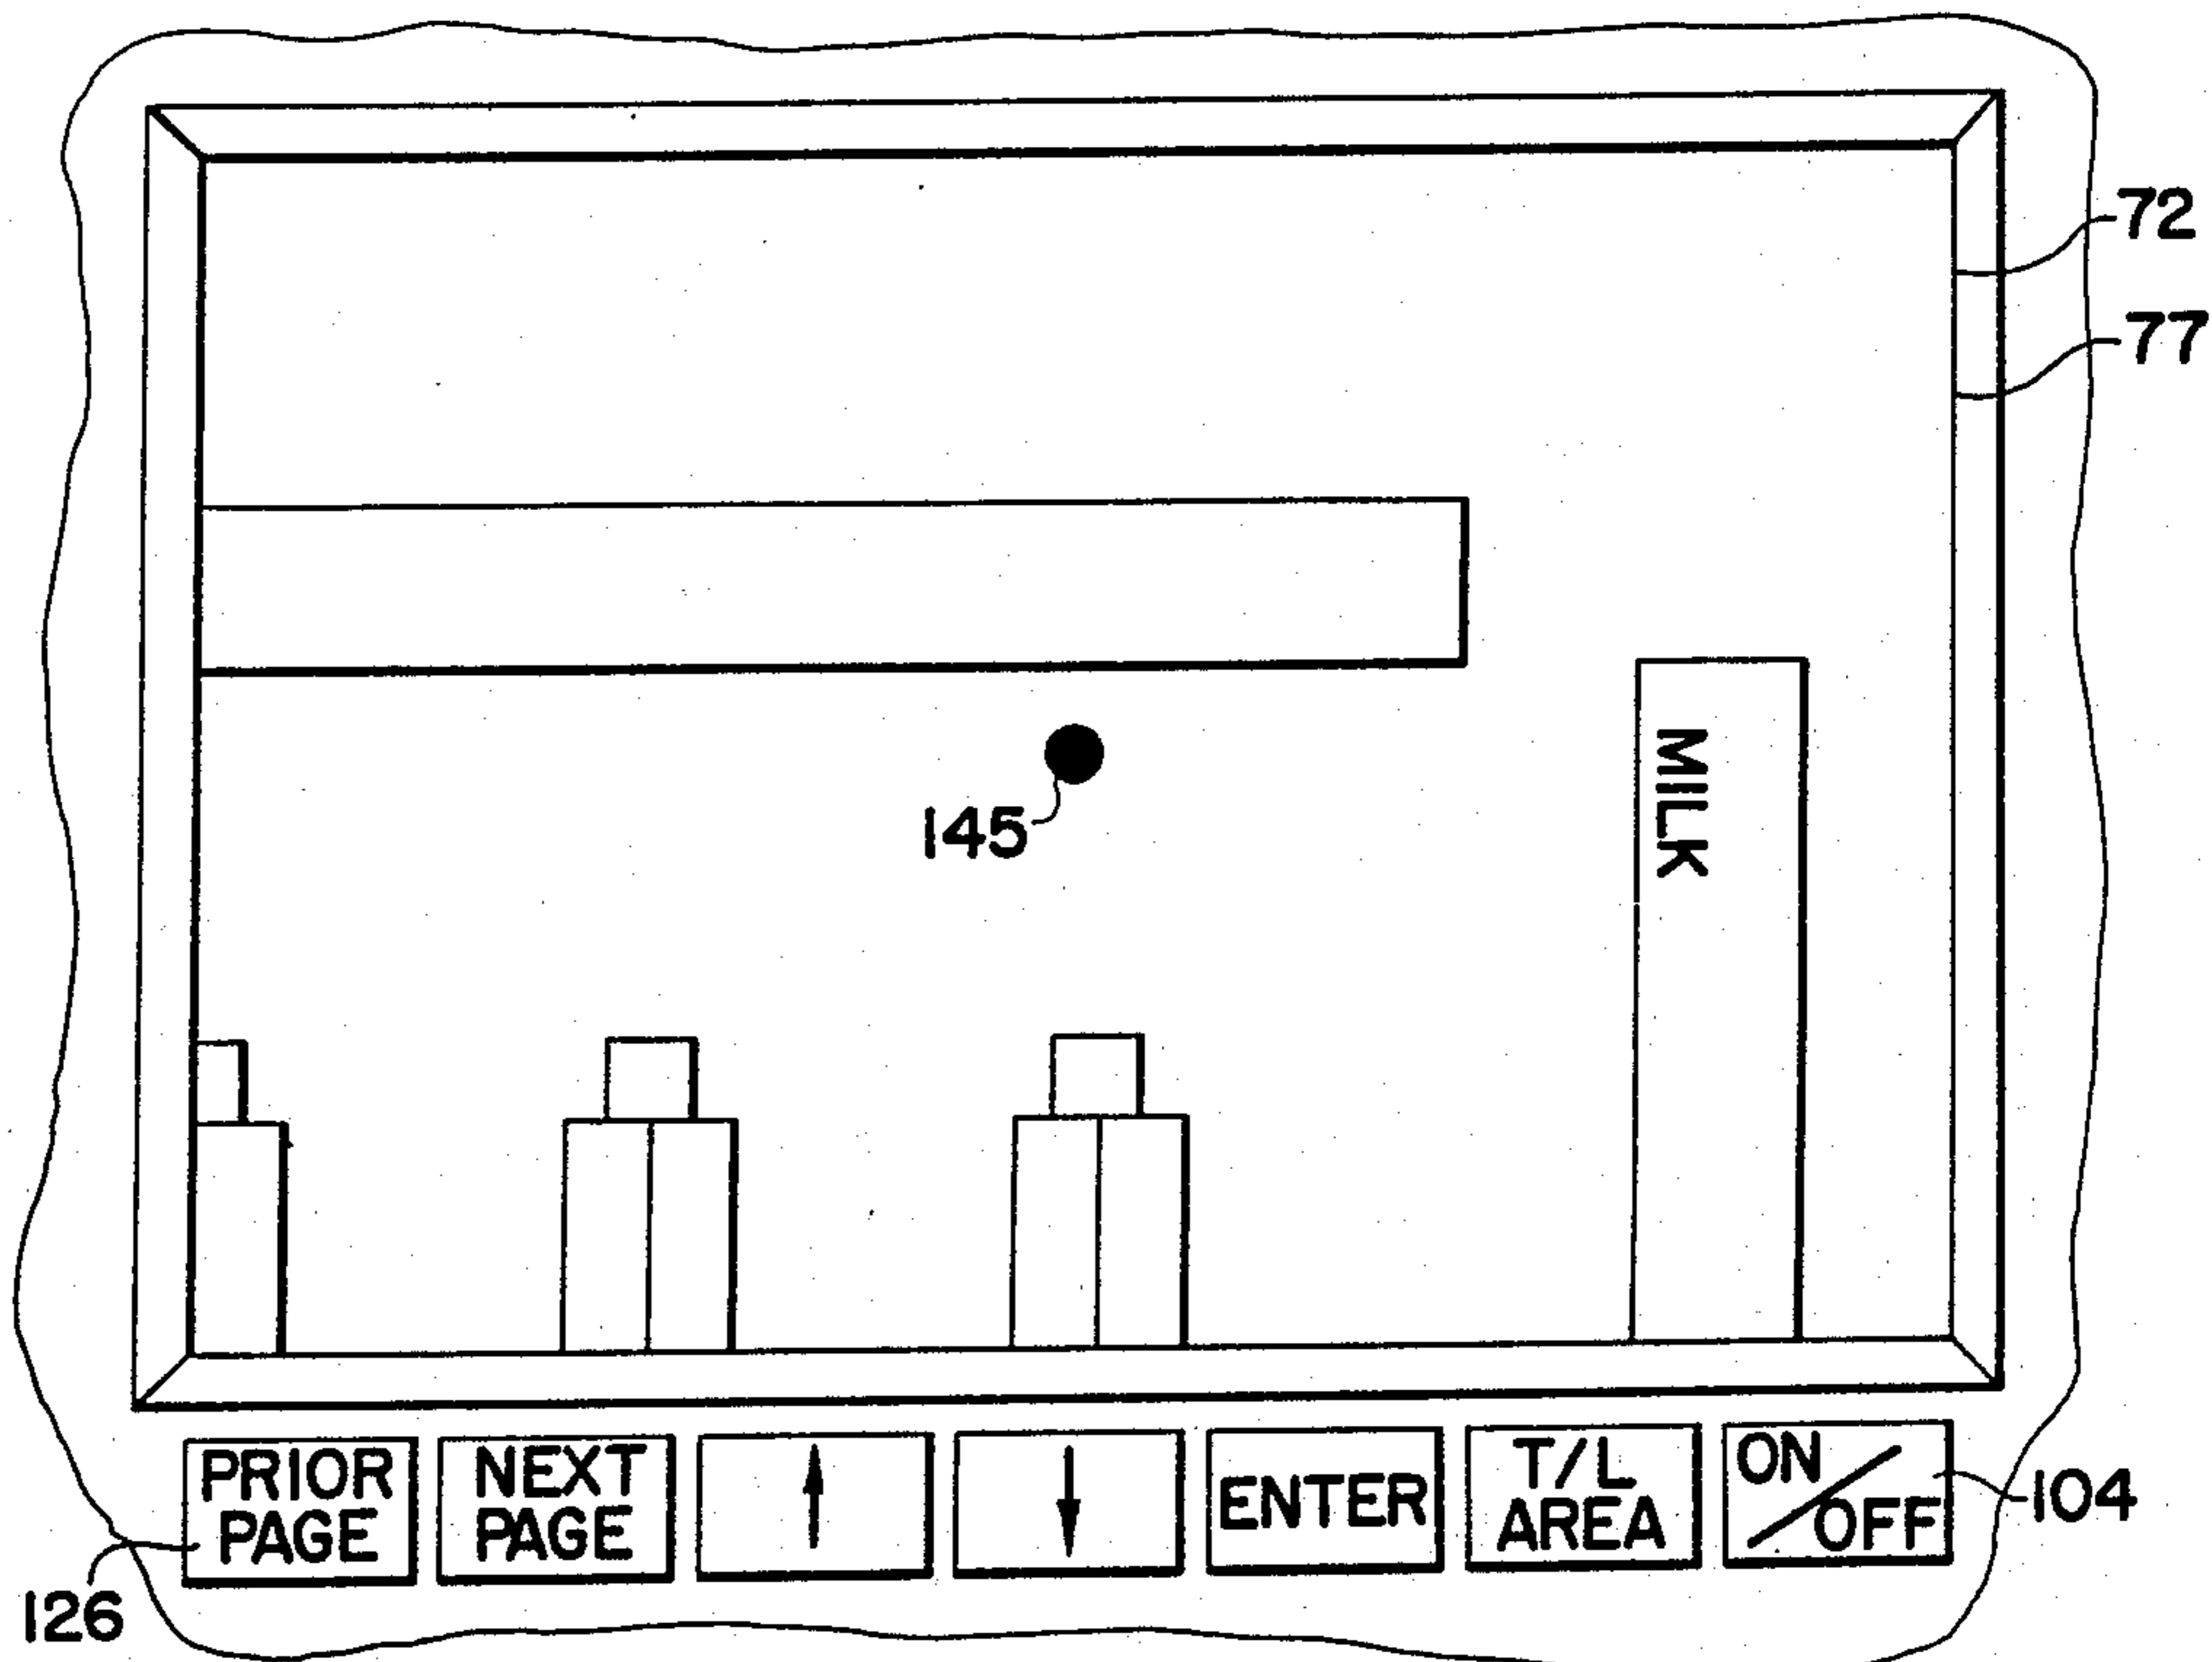 72
77
MILK
145
PRIOR
PAGE
NEXT
PAGE
ENTER
T/L
AREA
ON/OFF
104
126